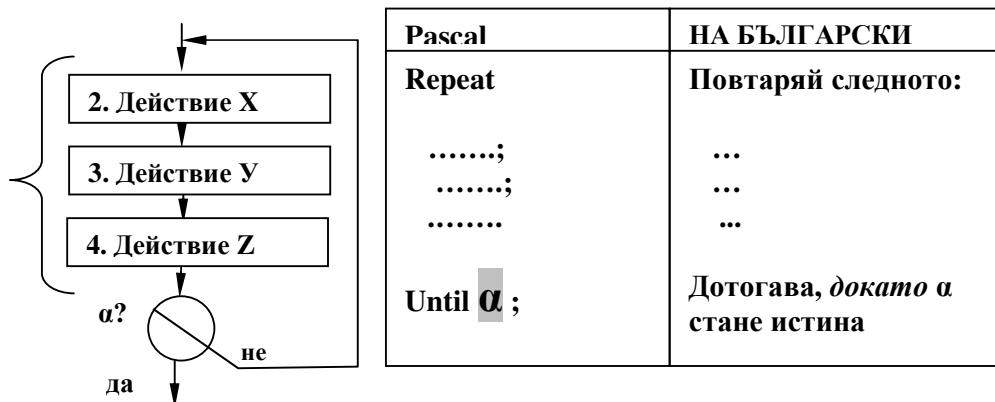 2. Действие X
3. Действие У
4. Действие Z
α?
не
да
Pascal
НА БЪЛГАРСКИ
Repeat
Повтаряй следното:
…….;
…
……..;
…
……..
...
Until α ;
Дотогава, докато α
стане истина